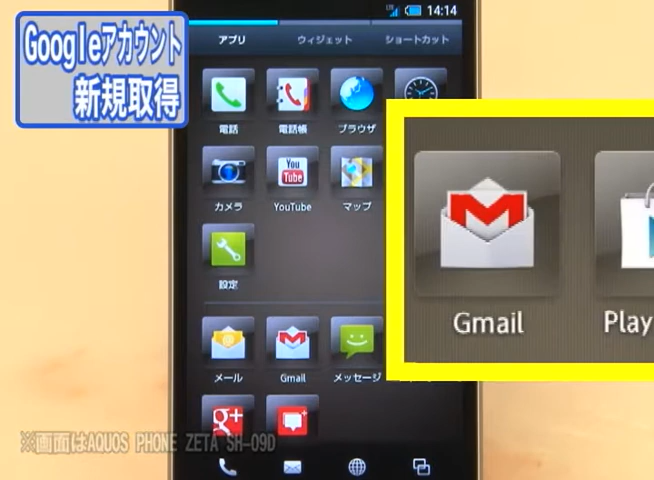 Googleアカウント
新規取得
LTE 14:14
アプリ ウィジェット ショートカット
電話 電話帳 ブラウザ
You Tube
カメラ YouTube マップ
設定
メール Gmail メッセージ
g+
Gmail Play
※画面はAQUOS PHONE ZETA SH-09D